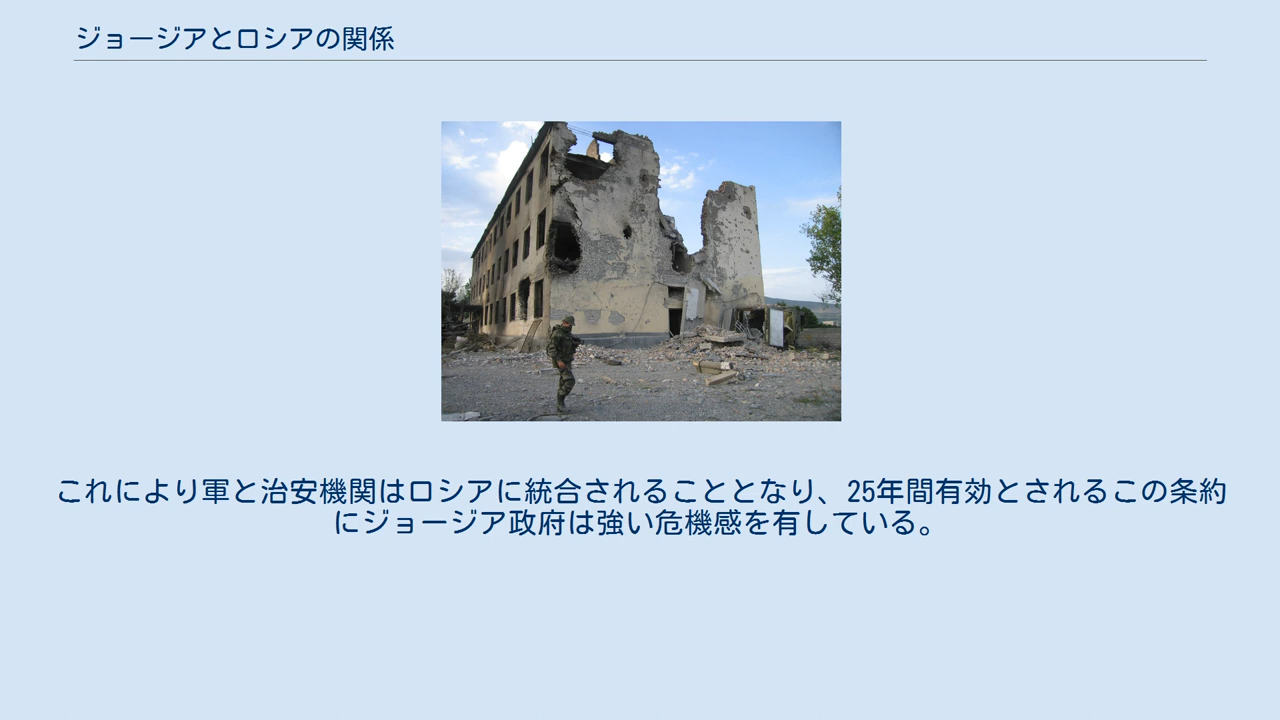 ジョージアとロシアの関係
これにより軍と治安機関はロシアに統合されることとなり、25年間有効とされるこの条約
にジョージア政府は強い危機感を有している。